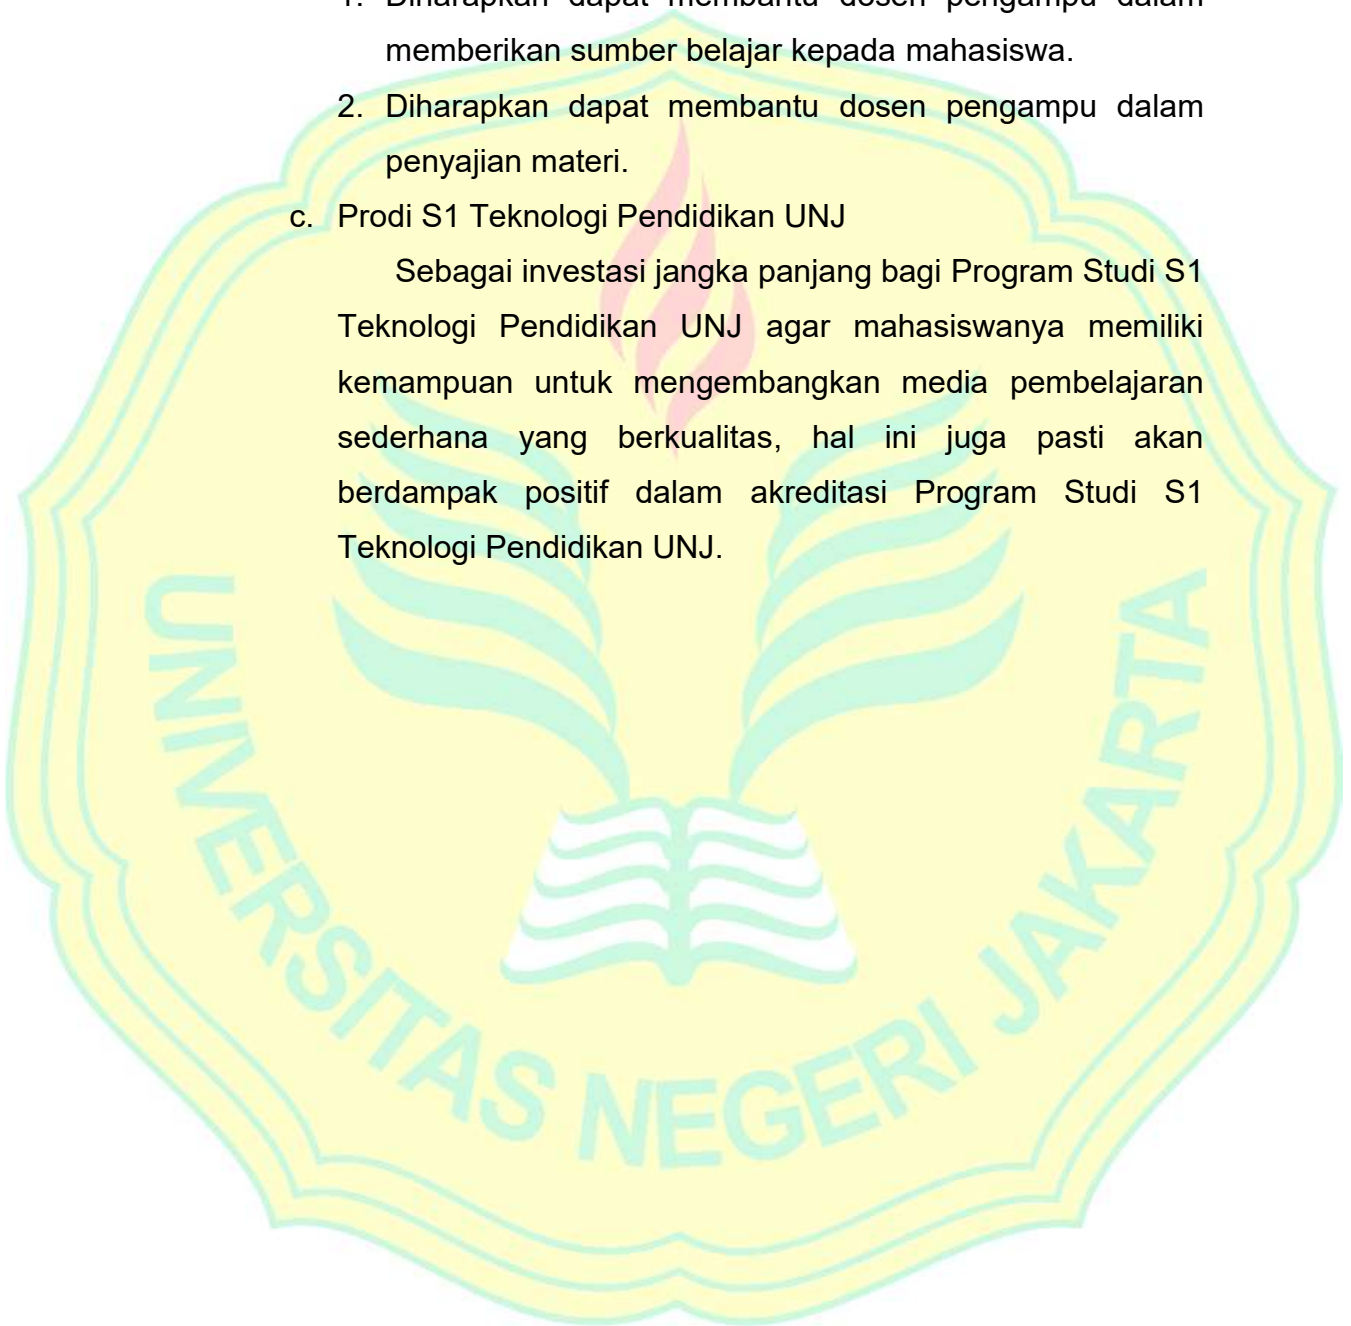 1. Diharapkan dapat membantu dosen pengampu dalam
memberikan sumber belajar kepada mahasiswa.
2. Diharapkan dapat membantu dosen pengampu dalam
penyajian materi.
c. Prodi S1 Teknologi Pendidikan UNJ
Sebagai investasi jangka panjang bagi Program Studi S1
Teknologi Pendidikan UNJ agar mahasiswanya memiliki
kemampuan untuk mengembangkan media pembelajaran
sederhana yang berkualitas, hal ini juga pasti akan
berdampak positif dalam akreditasi Program Studi S1
Teknologi Pendidikan UNJ.
UNIVERSITAS NEGERI JAKARTA